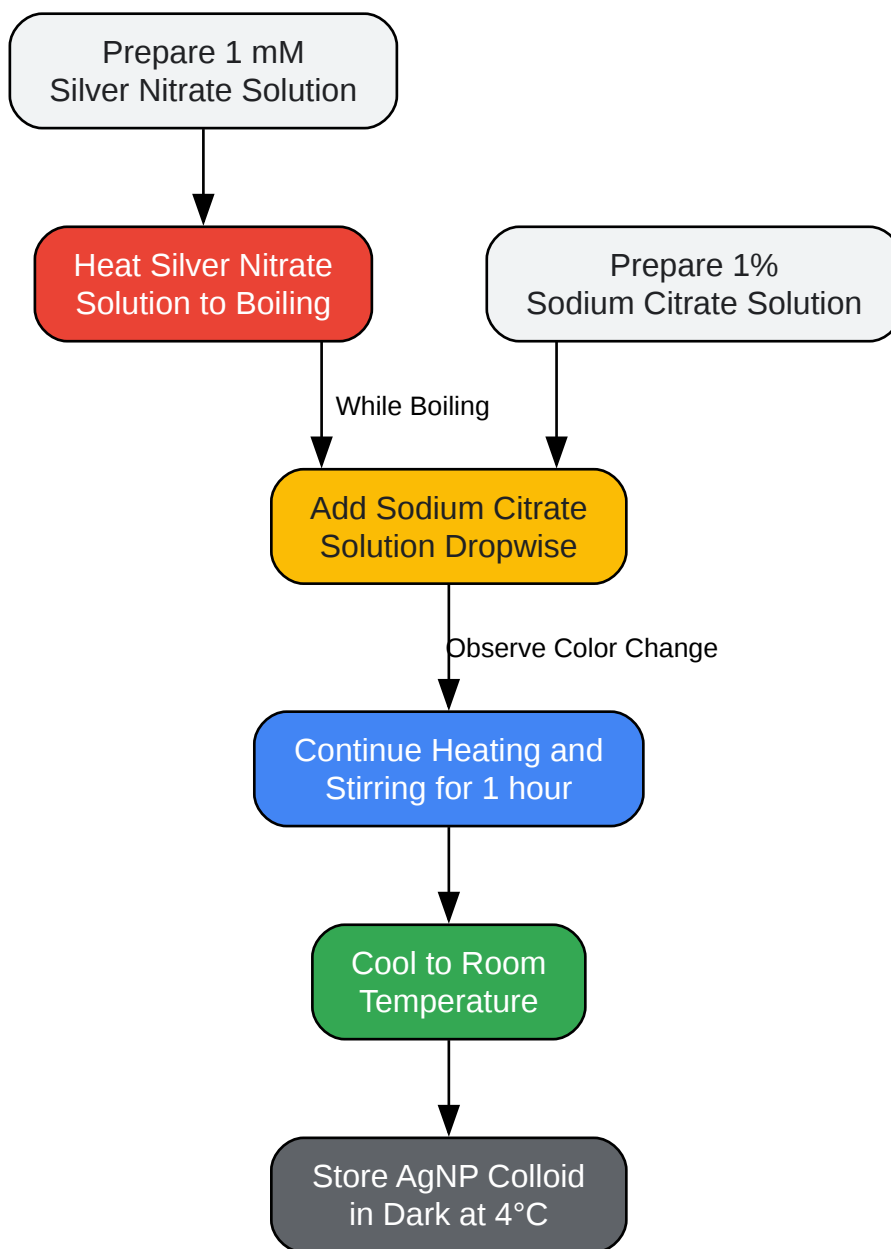 Prepare 1 mM
Silver Nitrate Solution
Heat Silver Nitrate
Solution to Boiling
Prepare 1%
Sodium Citrate Solution
While Boiling
Add Sodium Citrate
Solution Dropwise
Observe Color Change
Continue Heating and
Stirring for 1 hour
Cool to Room
Temperature
Store AgNP Colloid
in Dark at 4°C